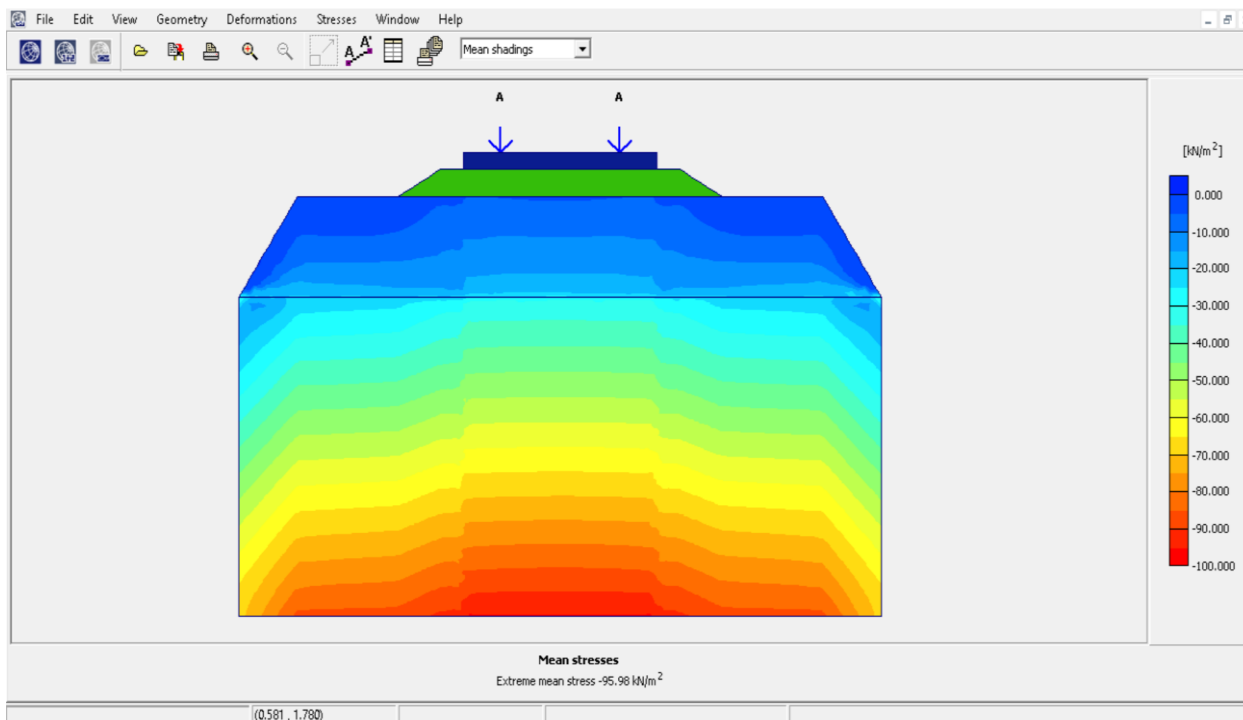 File Edit View Geometry Deformations Stresses Window Help
Mean shadings
A A
[kN/m²]
0.000
-10.000
-20.000
-30.000
-40.000
-50.000
-60.000
-70.000
-80.000
-90.000
-100.000
Mean stresses
Extreme mean stress -95.98 kN/m²
(0.581 , 1.780)